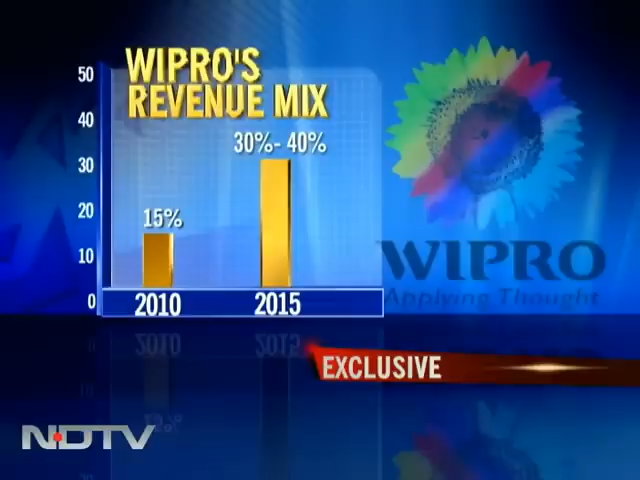 WIPRO'S
REVENUE MIX
50
40
30
20
10
0
15%
30%- 40%
2010
2015
WIPRO
Applying Thought
EXCLUSIVE
NDTV